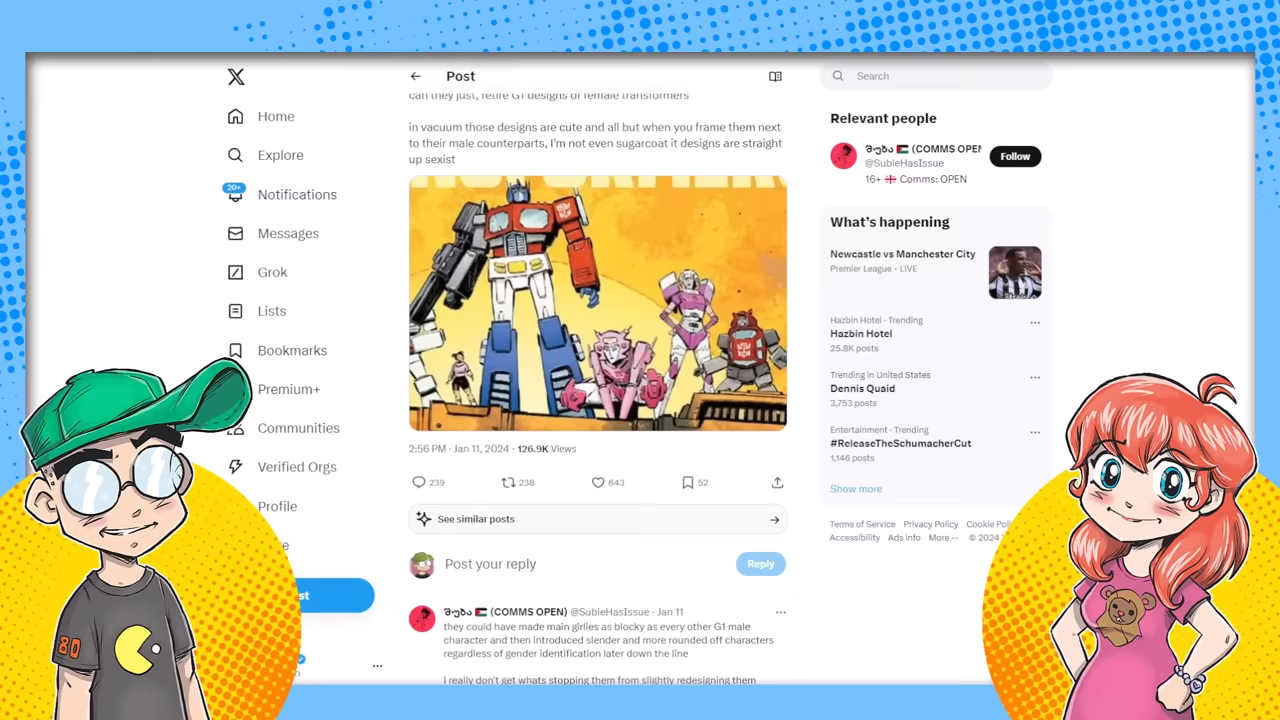 Home
Explore
20+
Notifications
Messages
Grok
Lists
Bookmarks
Premium+
Communities
Verified Orgs
Profile
80
Post
can they just, retire G1 designs of female transformers
in vacuum those designs are cute and all but when you frame them next
to their male counterparts, I'm not even sugarcoat it designs are straight
up sexist
2:56 PM · Jan 11, 2024 · 126.9K Views
239
238
643
52
See similar posts
Post your reply
Reply
შუბა (COMMS OPEN) @SubieHasIssue · Jan 11
they could have made main girlies as blocky as every other G1 male
character and then introduced slender and more rounded off characters
regardless of gender identification later down the line
I really don't get whats stopping them from slightly redesigning them
Search
Relevant people
შუბა (COMMS OPEN
@SubieHasIssue
Follow
16+ Comms: OPEN
What's happening
Newcastle vs Manchester City
Premier League · LIVE
Hazbin Hotel · Trending
Hazbin Hotel
25.8K posts
Trending in United States
Dennis Quaid
3,753 posts
Entertainment · Trending
#ReleaseTheSchumacherCut
1,146 posts
Show more
Terms of Service Privacy Policy Cookie
Accessibility Ads info More ··· © 2024